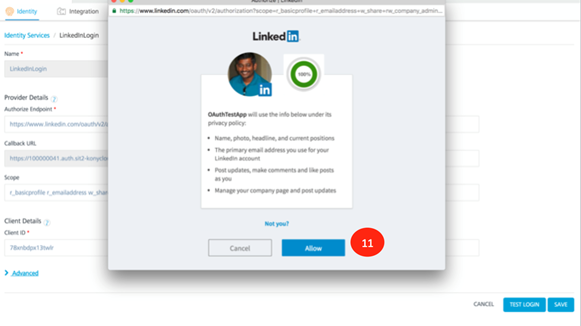 Authorize | LinkedIn
Identity
Integration
https://www.linkedin.com/oauth/v2/authorization?scope=r_basicprofile+r_emailaddress+w_share+rw_company_admin...
Identity Services / LinkedInLogin
Linked in
Name *
LinkedInLogin
100%
in
Provider Details ?
Authorize Endpoint *
OAuthTestApp will use the info below under its
privacy policy:
https://www.linkedin.com/oauth/v2/
• Name, photo, headline, and current positions
Callback URL
• The primary email address you use for your
LinkedIn account
https://100000041.auth.sit2-konyclo
• Post updates, make comments and like posts
as you
Scope
• Manage your company page and post updates
r_basicprofile r_emailaddress w_shar
Client Details ?
Not you?
Client ID *
Cancel
Allow
11
Advanced
CANCEL
TEST LOGIN
SAVE